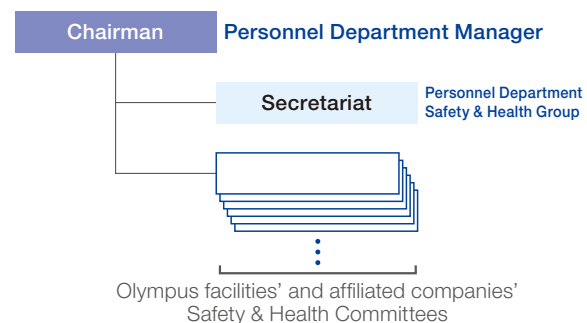 Chairman Personnel Department Manager
Secretariat
Personnel Department
Safety & Health Group
Olympus facilities’ and affiliated companies’
Safety & Health Committees